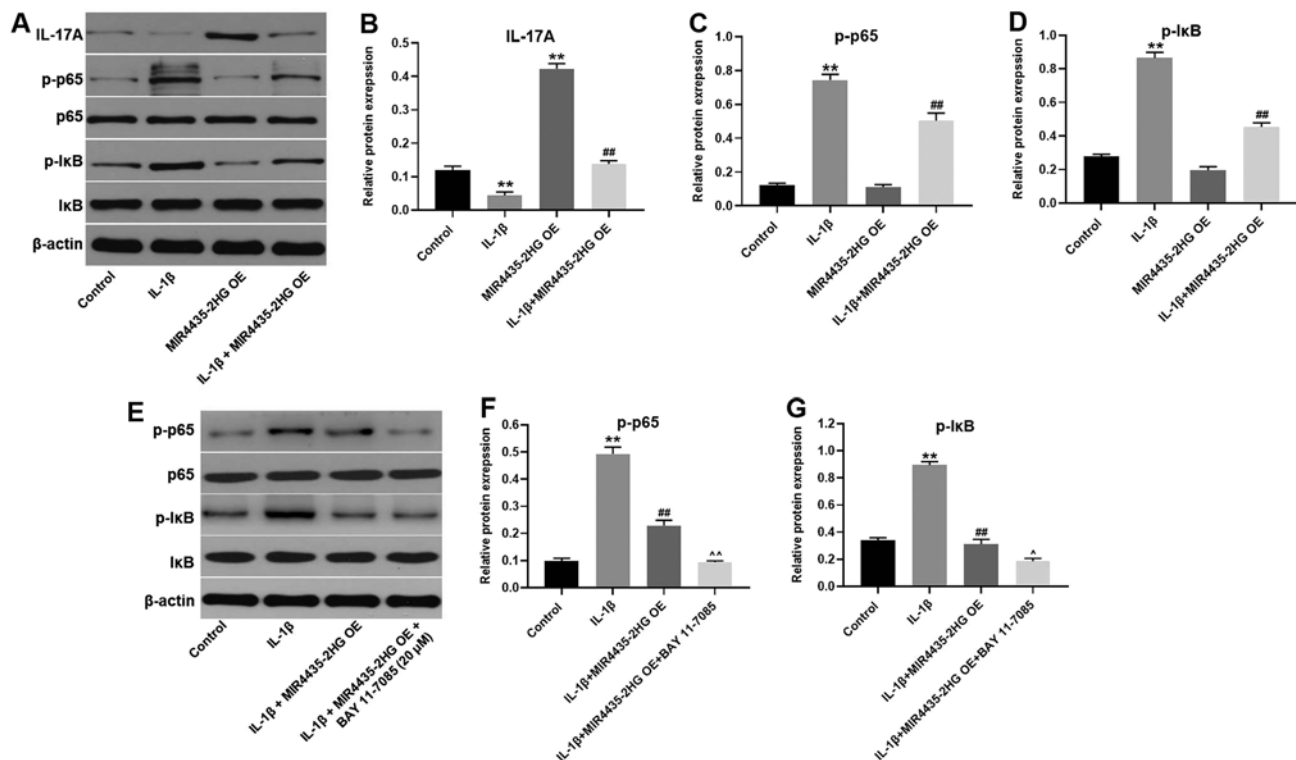 A
IL-17A
p-p65
p65
p-IκB
IκB
β-actin
Control
IL-1β
MIR4435-2HG OE
IL-1β + MIR4435-2HG OE
B
IL-17A
Relative protein exrepssion
0.5
0.4
0.3
0.2
0.1
0.0
**
**
##
Control
IL-1β
MIR4435-2HG OE
IL-1β+MIR4435-2HG OE
C
p-p65
Relative protein exrepssion
1.0
0.8
0.6
0.4
0.2
0.0
**
##
Control
IL-1β
MIR4435-2HG OE
IL-1β+MIR4435-2HG OE
D
p-IκB
Relative protein exrepssion
1.0
0.8
0.6
0.4
0.2
0.0
**
##
Control
IL-1β
MIR4435-2HG OE
IL-1β+MIR4435-2HG OE
E
p-p65
p65
p-IκB
IκB
β-actin
Control
IL-1β
IL-1β + MIR4435-2HG OE
IL-1β + MIR4435-2HG OE +
BAY 11-7085 (20 μM)
F
p-p65
Relative protein exrepssion
0.6
0.5
0.4
0.3
0.2
0.1
0.0
**
##
^^
Control
IL-1β
IL-1β+MIR4435-2HG OE
IL-1β+MIR4435-2HG OE+BAY 11-7085
G
p-IκB
Relative protein exrepssion
1.2
1.0
0.8
0.6
0.4
0.2
0.0
**
##
^
Control
IL-1β
IL-1β+MIR4435-2HG OE
IL-1β+MIR4435-2HG OE+BAY 11-7085